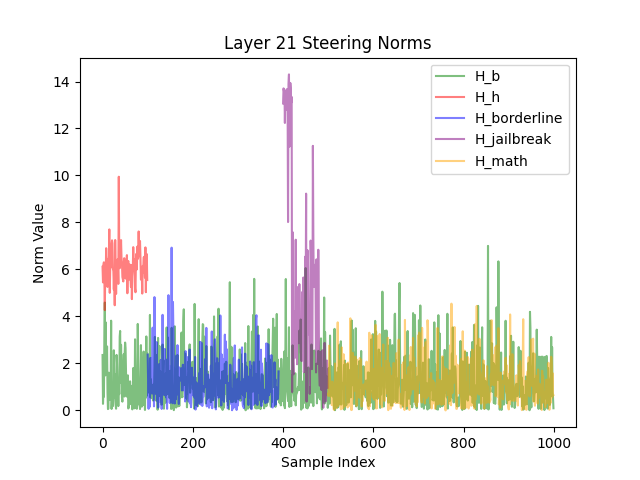 Layer 21 Steering Norms
Norm Value
14
12
10
8
6
4
2
0
H_b
H_h
H_borderline
H_jailbreak
H_math
0 200 400 600 800 1000
Sample Index